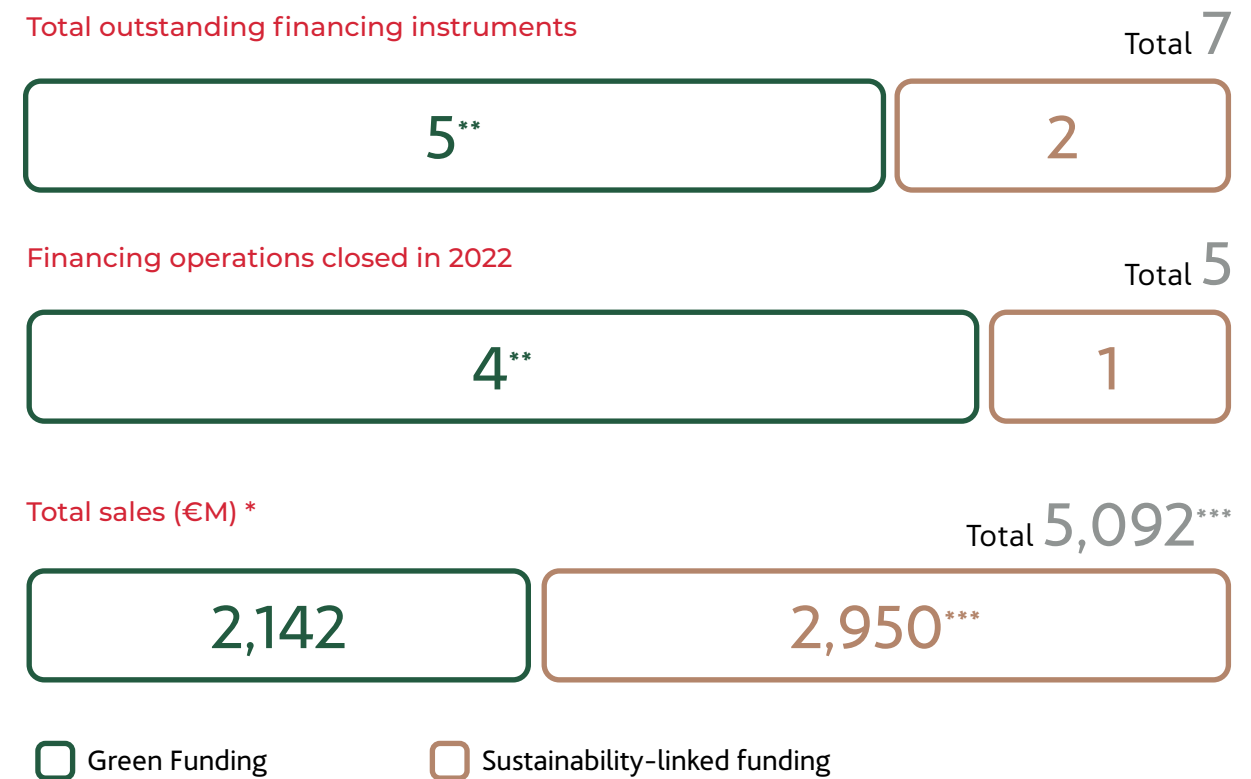 Total outstanding financing instruments
Total 7
5**
2
Financing operations closed in 2022
Total 5
4**
1
Total sales (€M) *
Total 5,092***
2,142
2,950***
Green Funding
Sustainability-linked funding